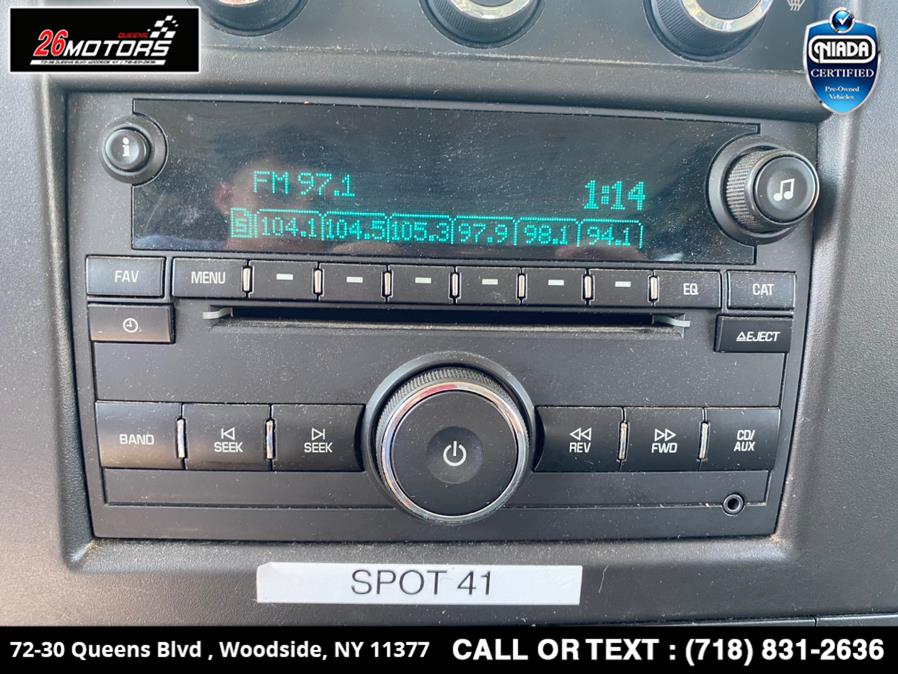 QUEENS
26MOTORS
NIADA
CERTIFIED
Pre-Owned
Vehicles
i
FM 97.1
1:14
S 104.1 104.5 105.3 97.9 98.1 94.1
FAV
MENU
EQ
CAT
EJECT
BAND
SEEK
SEEK
REV
FWD
CD/
AUX
SPOT 41
72-30 Queens Blvd , Woodside, NY 11377
CALL OR TEXT : (718) 831-2636